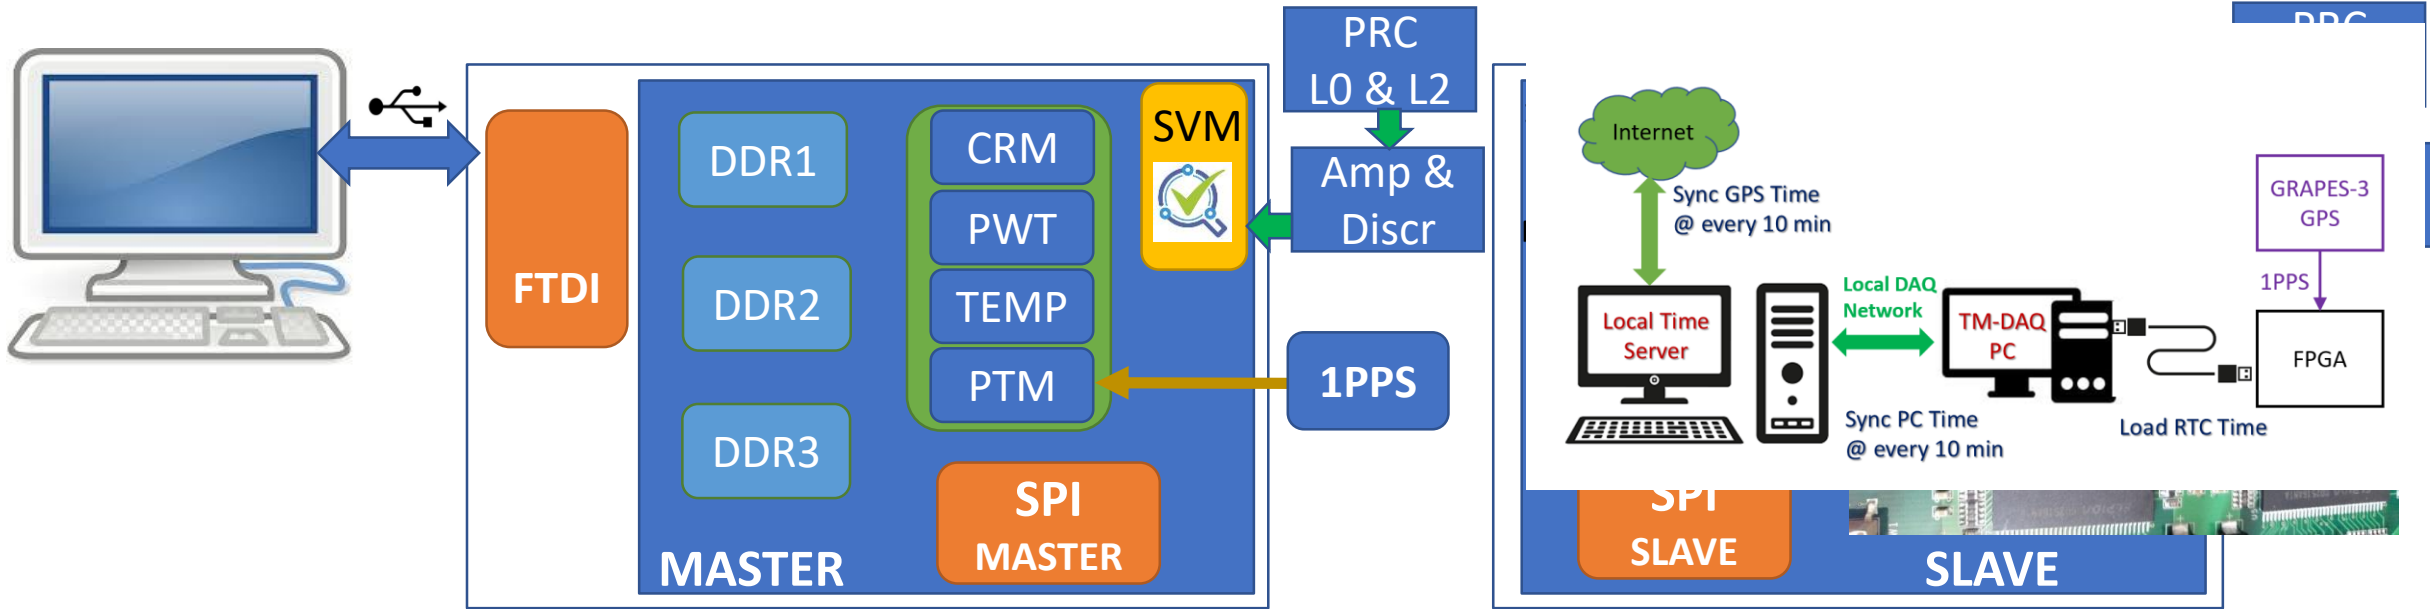 FTDI
DDR1
DDR2
DDR3
MASTER
CRM
PWT
TEMP
PTM
SPI
MASTER
SVM
PRC
L0 & L2
Amp &
Discr
1PPS
Internet
Sync GPS Time
@ every 10 min
Local Time
Server
Local DAQ
Network
Sync PC Time
@ every 10 min
TM-DAQ
PC
Load RTC Time
GRAPES-3
GPS
1PPS
FPGA
SPI
SLAVE
SLAVE
PRC